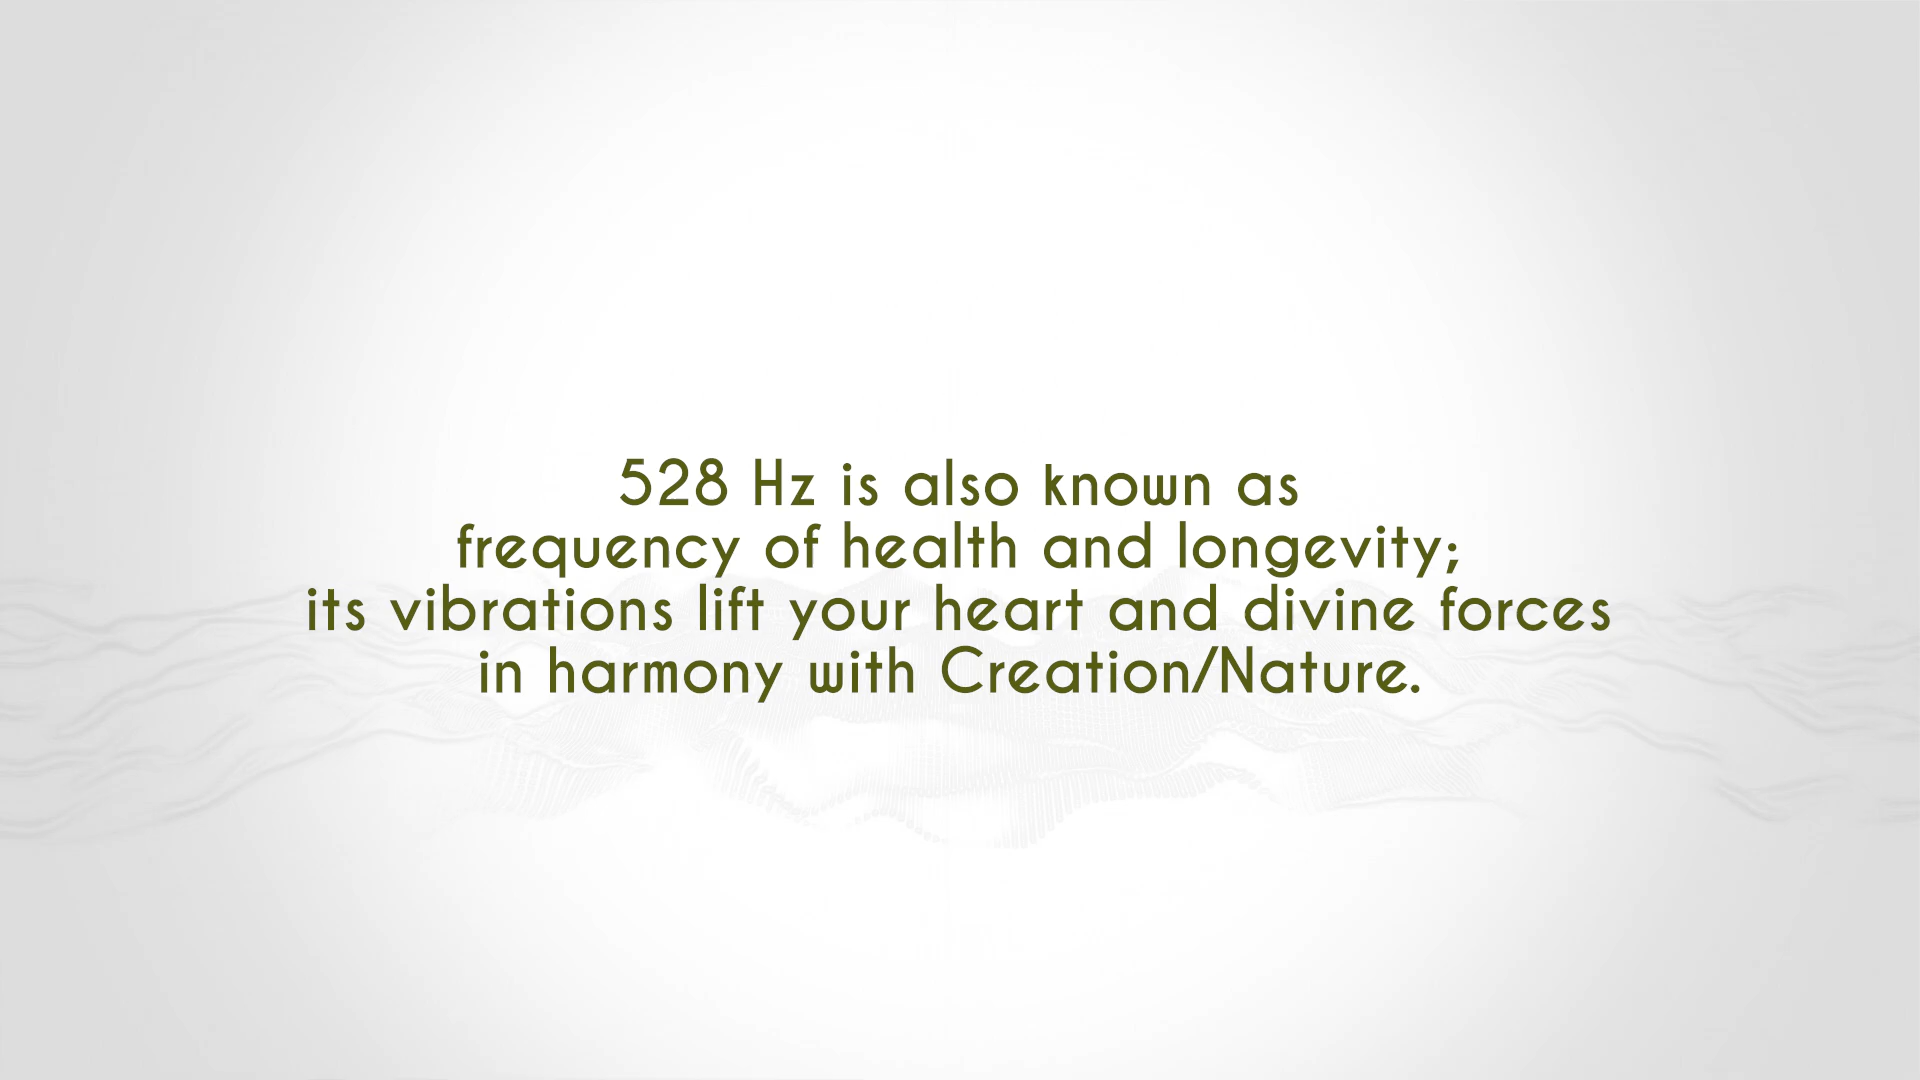 528 Hz is also known as
frequency of health and longevity;
its vibrations lift your heart and divine forces
in harmony with Creation/Nature.